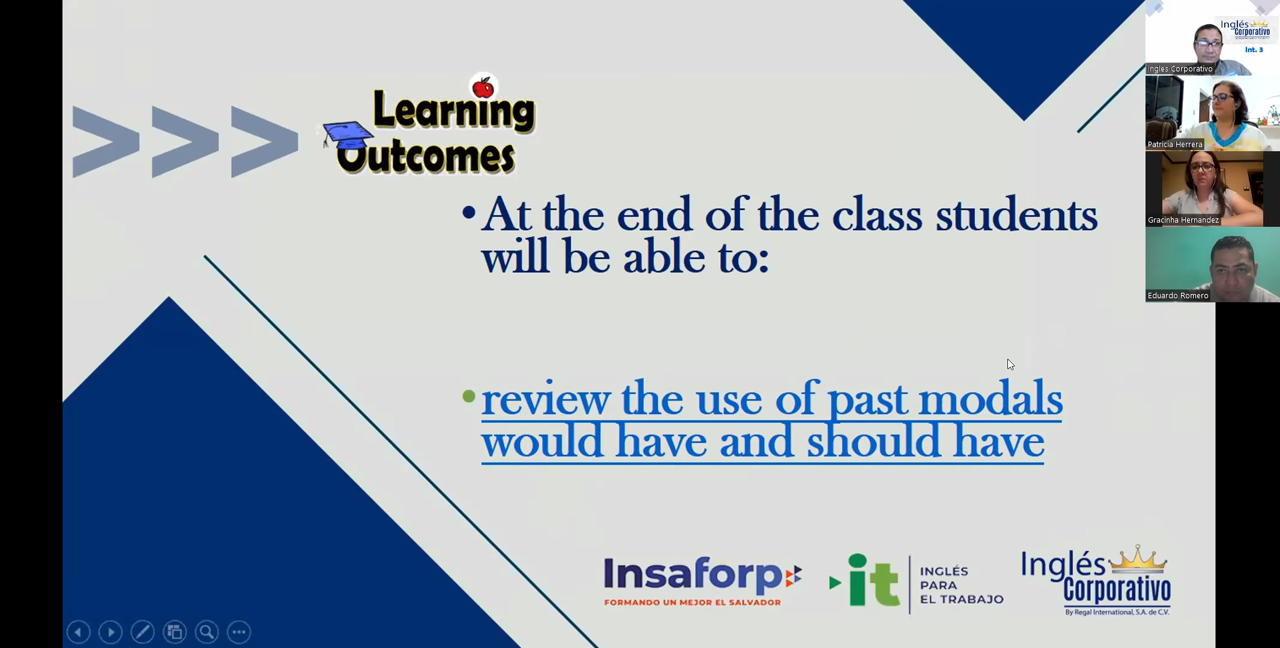 Learning
Outcomes
•At the end of the class students
will be able to:
•review the use of past modals
would have and should have
Insaforp
FORMANDO UN MEJOR EL SALVADOR
it
INGLÉS
PARA
EL TRABAJO
Inglés
Corporativo
By Regal International, S.A. de C.V.
Inglés
Corporativo
Int. 3
Ingles Corporativo
Patricia Herrera
Gracinha Hernandez
Eduardo Romero